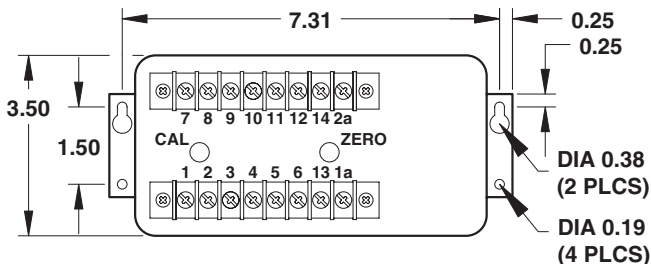 7.31
0.25
0.25
3.50
1.50
7 8 9 10 11 12 14 2a
CAL
ZERO
1 2 3 4 5 6 13 1a
DIA 0.38
(2 PLCS)
DIA 0.19
(4 PLCS)